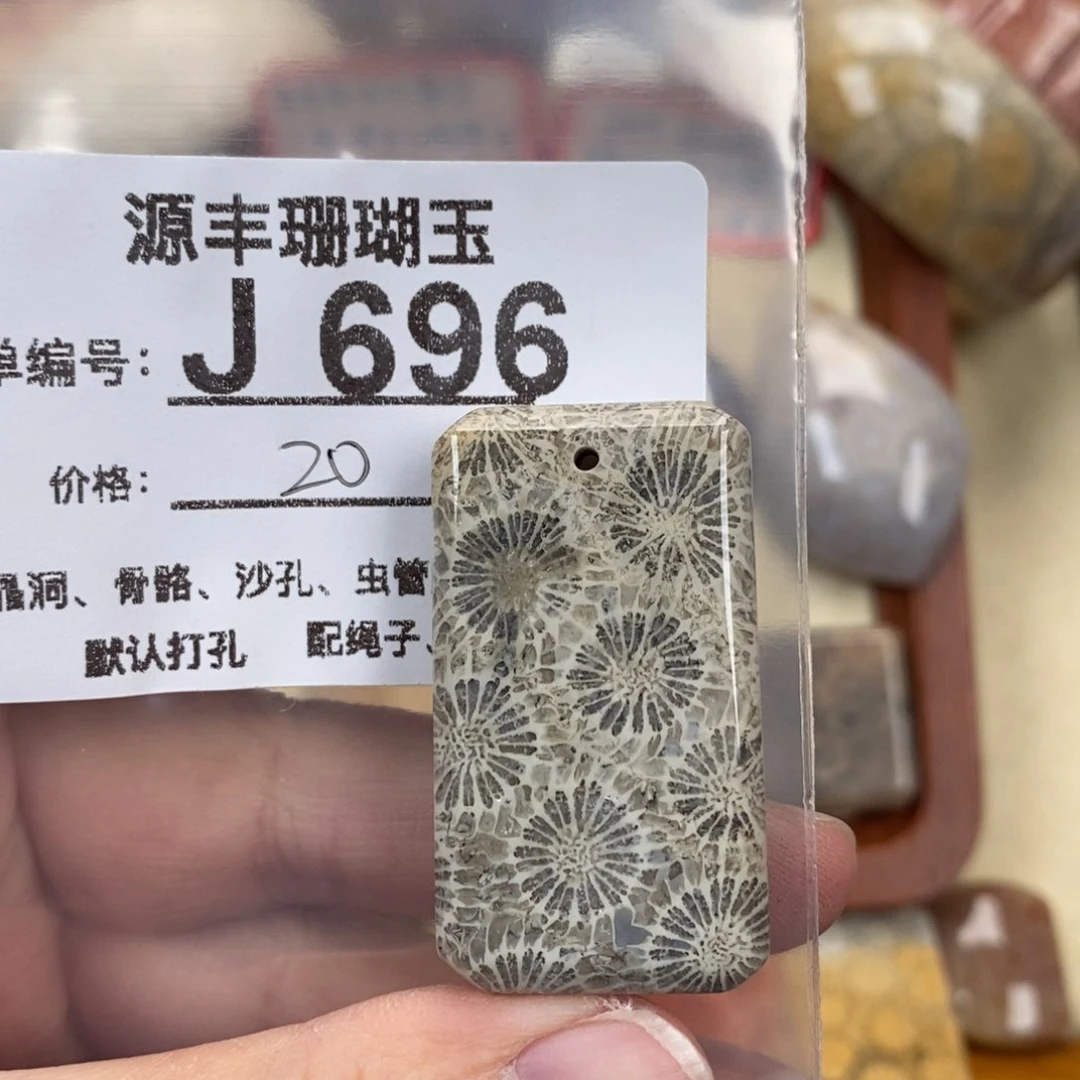 源丰珊瑚玉
单编号： J 696
价格： 20
晶洞、骨骼、沙孔、虫管
默认打孔 配绳子、